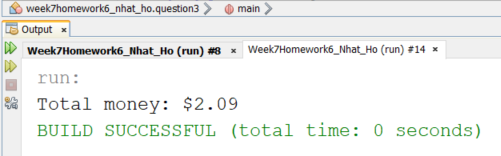 week7homework6_nhat_ho.question3 main
Output
Week7Homework6_Nhat_Ho (run) #8 × Week7Homework6_Nhat_Ho (run) #14 ×
run:
Total money: $2.09
BUILD SUCCESSFUL (total time: 0 seconds)